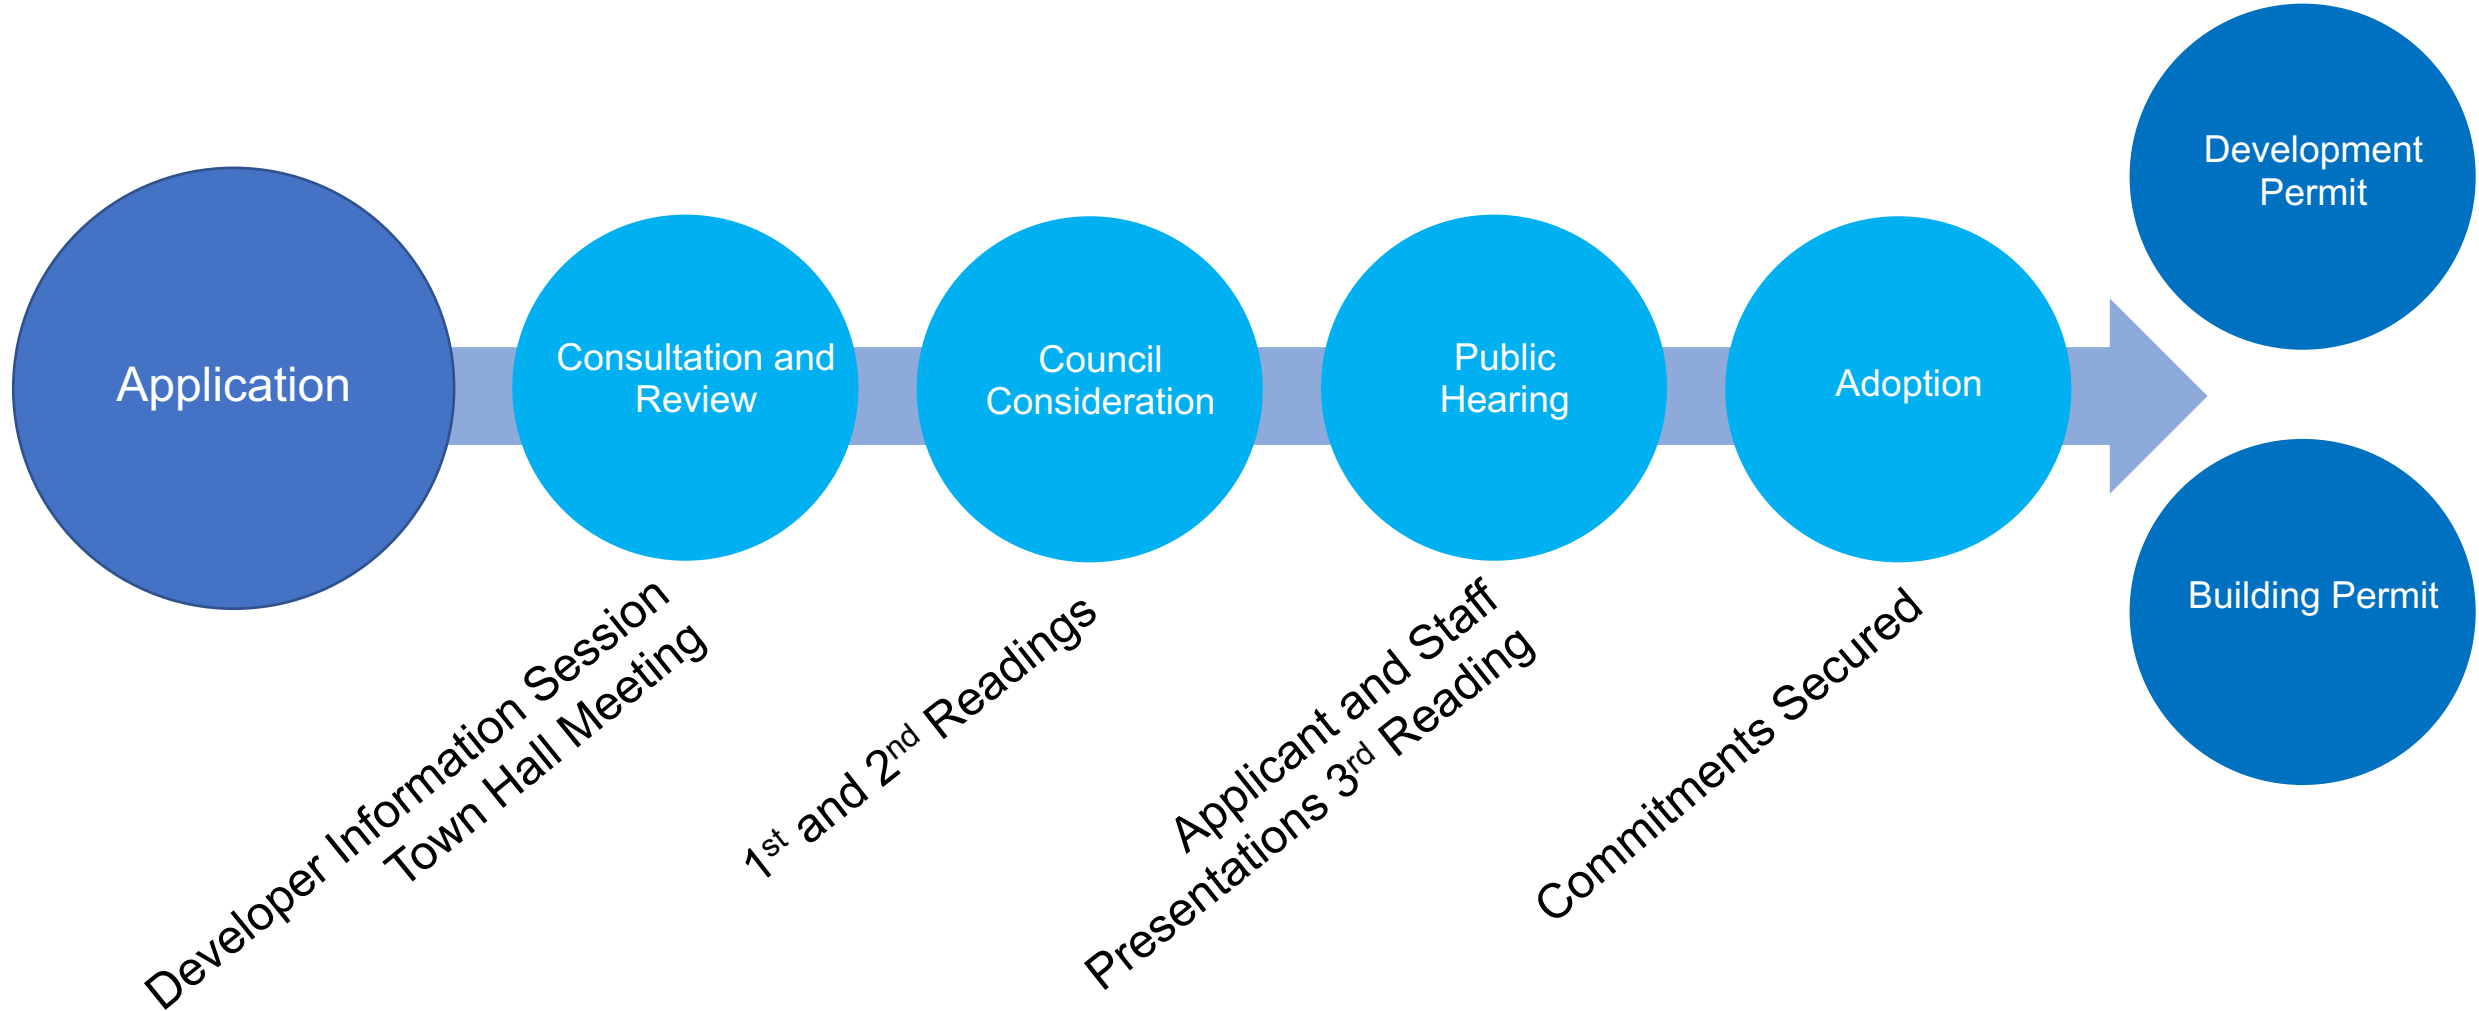 Application
Consultation and
Review
Council
Consideration
Public
Hearing
Adoption
Development
Permit
Building Permit
Developer Information Session
Town Hall Meeting
1st and 2nd Readings
Applicant and Staff
Presentations 3rd Reading
Commitments Secured